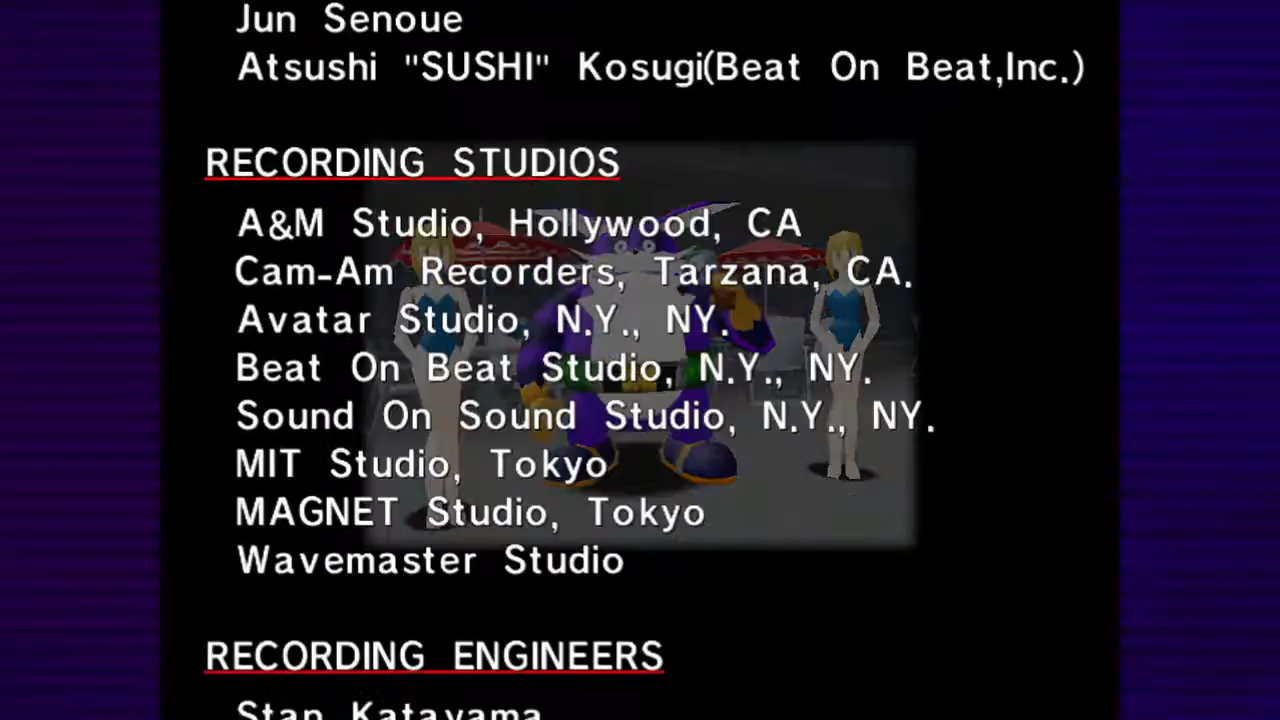 Jun Senoue
Atsushi "SUSHI" Kosugi(Beat On Beat,Inc.)
RECORDING STUDIOS
A&M Studio, Hollywood, CA
Cam-Am Recorders, Tarzana, CA.
Avatar Studio, N.Y., NY.
Beat On Beat Studio, N.Y., NY.
Sound On Sound Studio, N.Y., NY.
MIT Studio, Tokyo
MAGNET Studio, Tokyo
Wavemaster Studio
RECORDING ENGINEERS
Stan Katayama